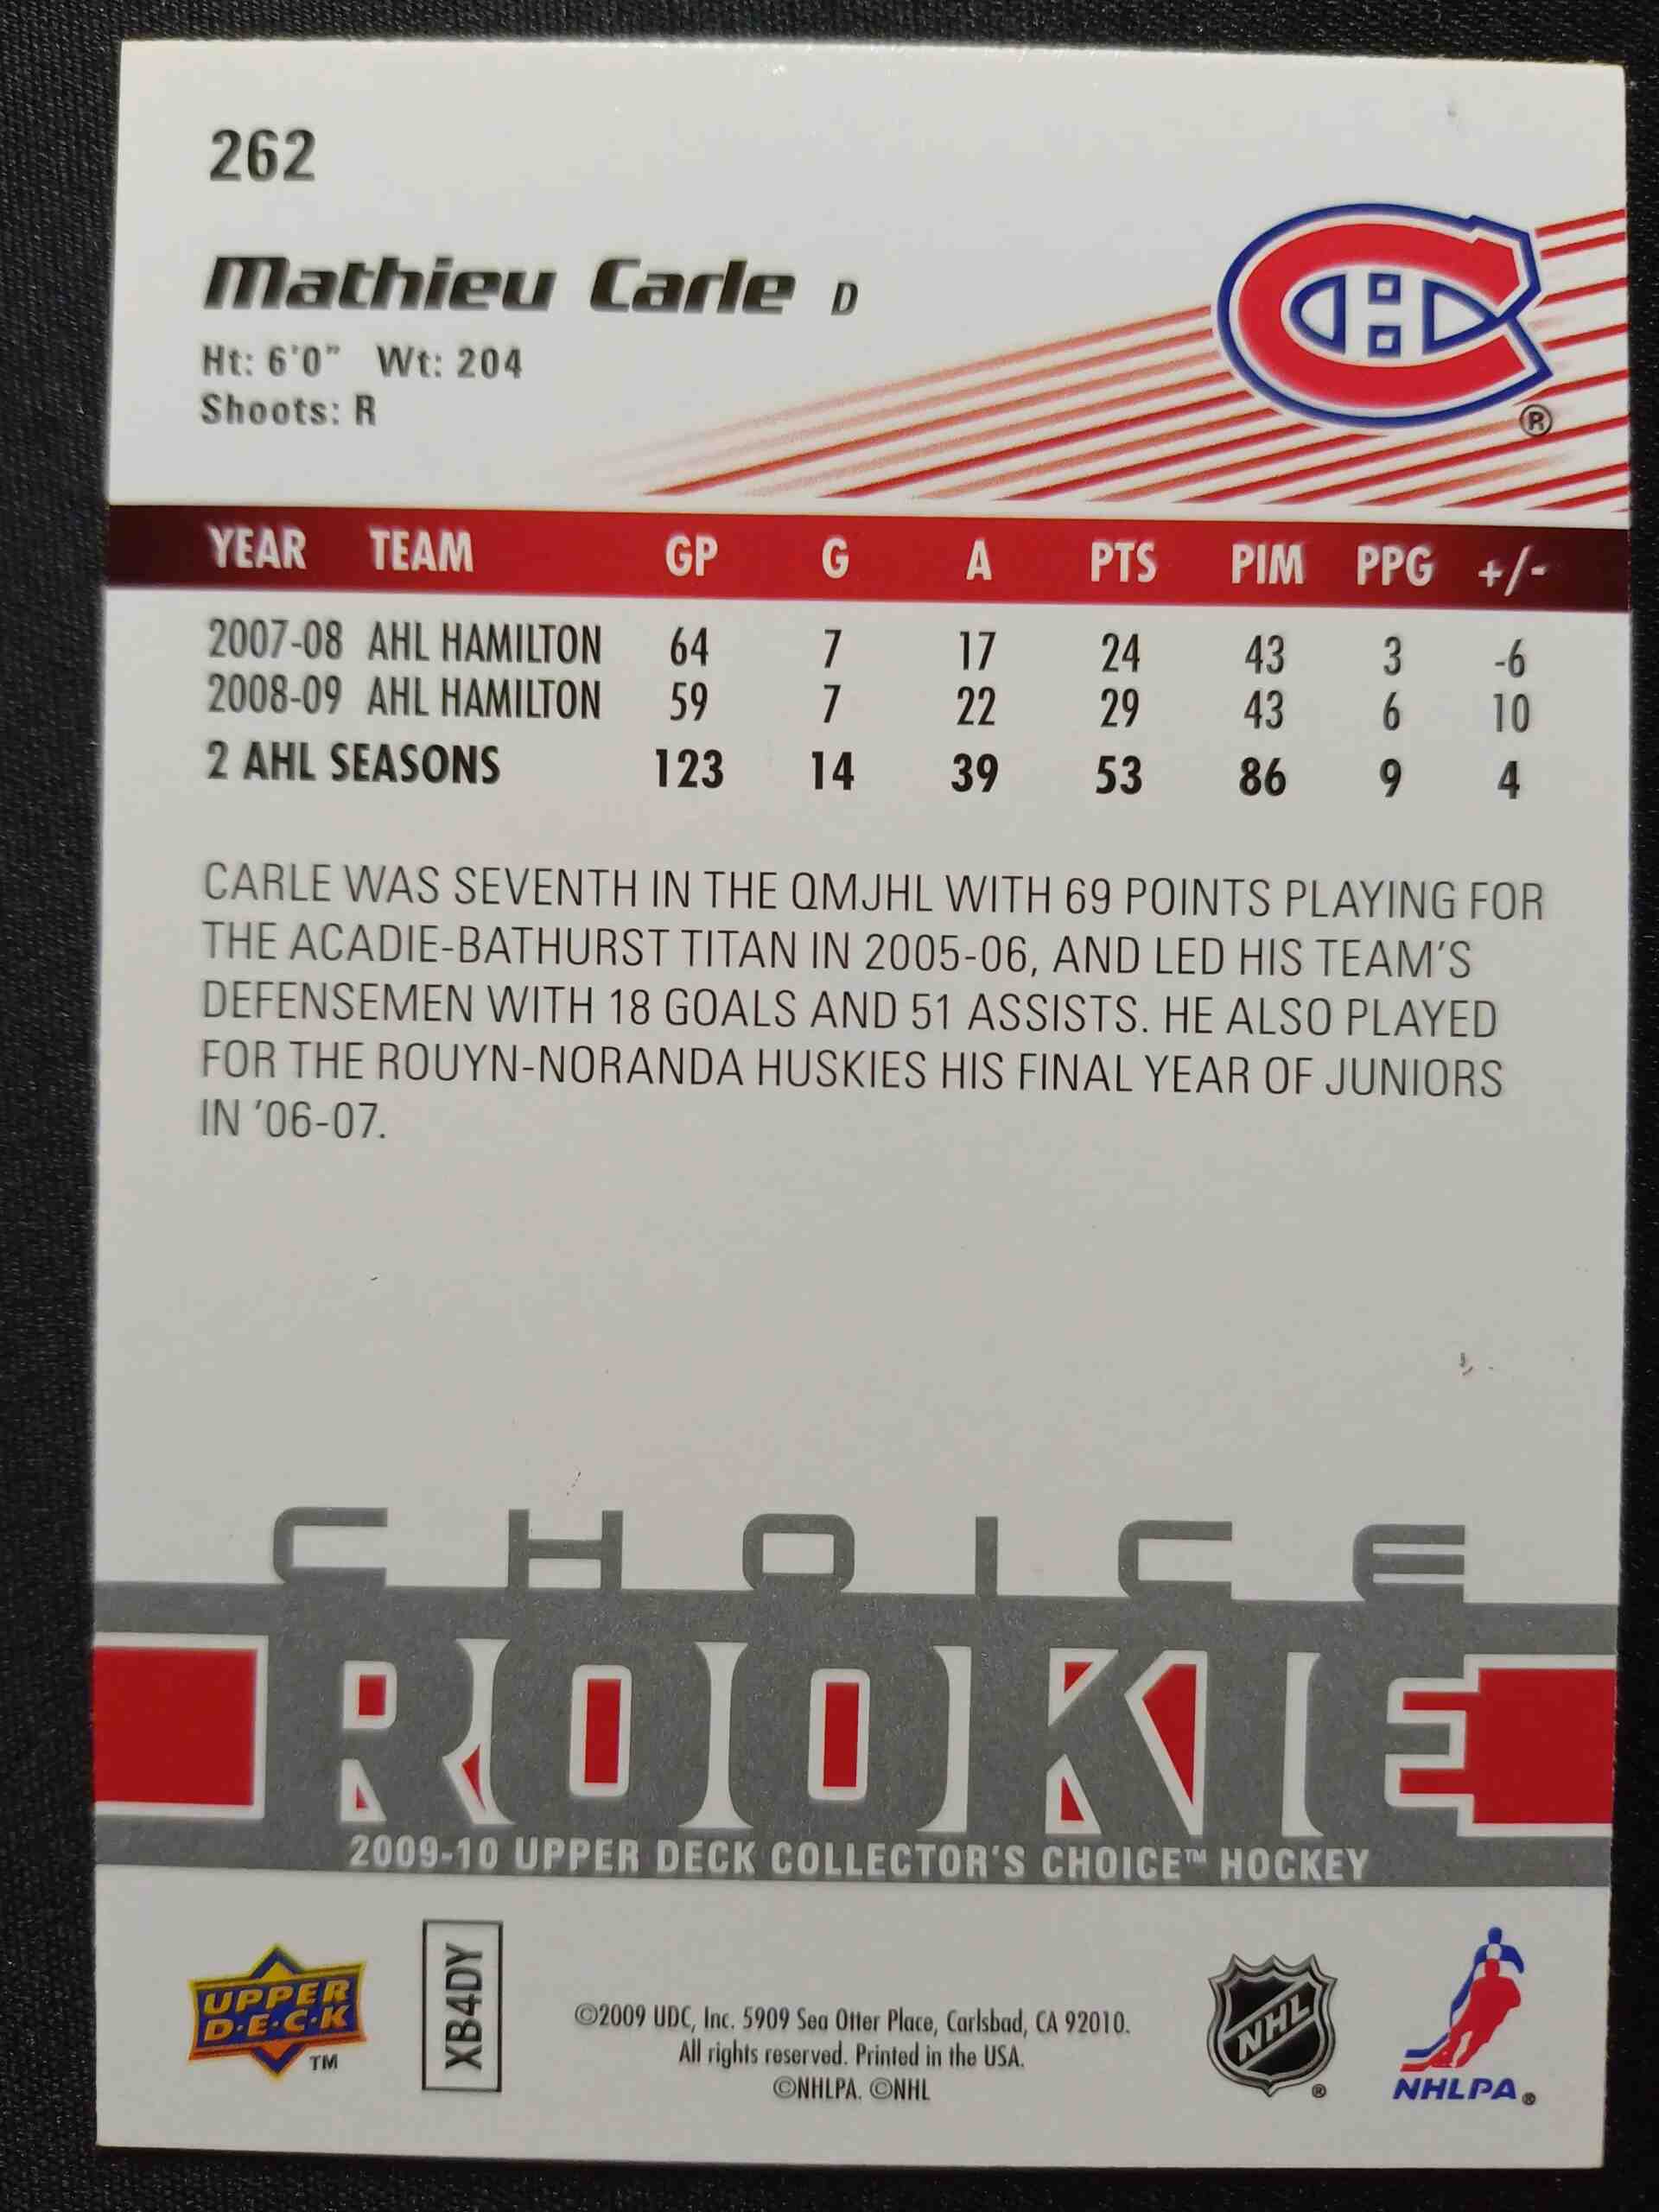 262
Mathieu Carle D
Ht: 6'0" Wt: 204
Shoots: R
®
YEAR TEAM GP G A PTS PIM PPG +/-
2007-08 AHL HAMILTON 64 7 17 24 43 3 -6
2008-09 AHL HAMILTON 59 7 22 29 43 6 10
2 AHL SEASONS 123 14 39 53 86 9 4
CARLE WAS SEVENTH IN THE QMJHL WITH 69 POINTS PLAYING FOR
THE ACADIE-BATHURST TITAN IN 2005-06, AND LED HIS TEAM'S
DEFENSEMEN WITH 18 GOALS AND 51 ASSISTS. HE ALSO PLAYED
FOR THE ROUYN-NORANDA HUSKIES HIS FINAL YEAR OF JUNIORS
IN '06-07.
CHOICE
ROOKIE
2009-10 UPPER DECK COLLECTOR'S CHOICE™ HOCKEY
UPPER
D·E·C·K
TM
XB4DY
©2009 UDC, Inc. 5909 Sea Otter Place, Carlsbad, CA 92010.
All rights reserved. Printed in the USA.
©NHLPA. ©NHL
NHL
®
NHLPA®